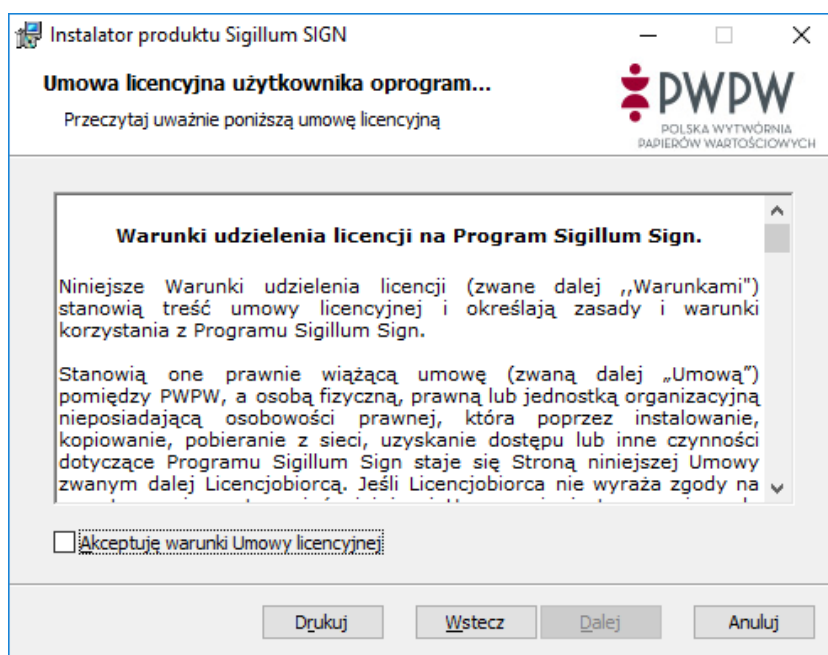 Instalator produktu Sigillum SIGN
Umowa licencyjna użytkownika oprogram...
Przeczytaj uważnie poniższą umowę licencyjną
PWPW
POLSKA WYTWÓRNIA
PAPIERÓW WARTOŚCIOWYCH
Warunki udzielenia licencji na Program Sigillum Sign.
Niniejsze Warunki udzielenia licencji (zwane dalej ,,Warunkami")
stanowią treść umowy licencyjnej i określają zasady i warunki
korzystania z Programu Sigillum Sign.
Stanowią one prawnie wiążącą umowę (zwaną dalej „Umową”)
pomiędzy PWPW, a osobą fizyczną, prawną lub jednostką organizacyjną
nieposiadającą osobowości prawnej, która poprzez instalowanie,
kopiowanie, pobieranie z sieci, uzyskanie dostępu lub inne czynności
dotyczące Programu Sigillum Sign staje się Stroną niniejszej Umowy
zwanym dalej Licencjobiorcą. Jeśli Licencjobiorca nie wyraża zgody na
Akceptuję warunki Umowy licencyjnej
Drukuj
Wstecz
Dalej
Anuluj